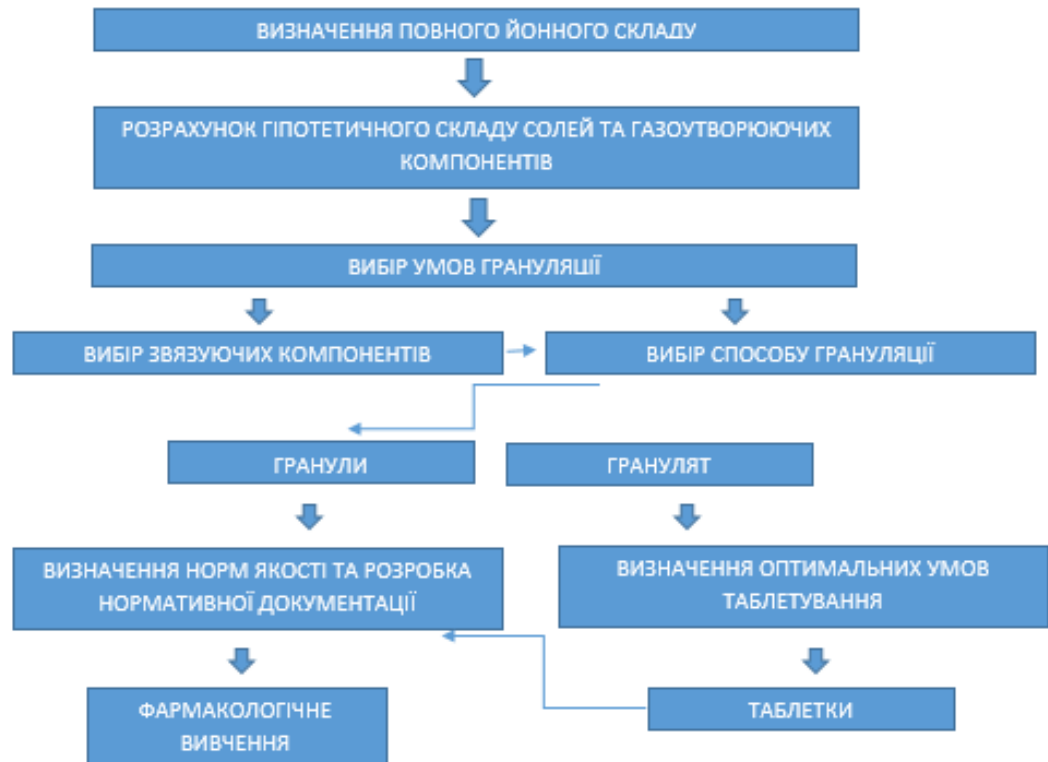 ВИЗНАЧЕННЯ ПОВНОГО ЙОННОГО СКЛАДУ
РОЗРАХУНОК ГІПОТЕТИЧНОГО СКЛАДУ СОЛЕЙ ТА ГАЗОУТВОРЮЮЧИХ
КОМПОНЕНТІВ
ВИБІР УМОВ ГРАНУЛЯЦІЇ
ВИБІР ЗВЯЗУЮЧИХ КОМПОНЕНТІВ
ВИБІР СПОСОБУ ГРАНУЛЯЦІЇ
ГРАНУЛИ
ГРАНУЛЯТ
ВИЗНАЧЕННЯ НОРМ ЯКОСТІ ТА РОЗРОБКА
НОРМАТИВНОЇ ДОКУМЕНТАЦІЇ
ВИЗНАЧЕННЯ ОПТИМАЛЬНИХ УМОВ
ТАБЛЕТУВАННЯ
ФАРМАКОЛОГІЧНЕ
ВИВЧЕННЯ
ТАБЛЕТКИ